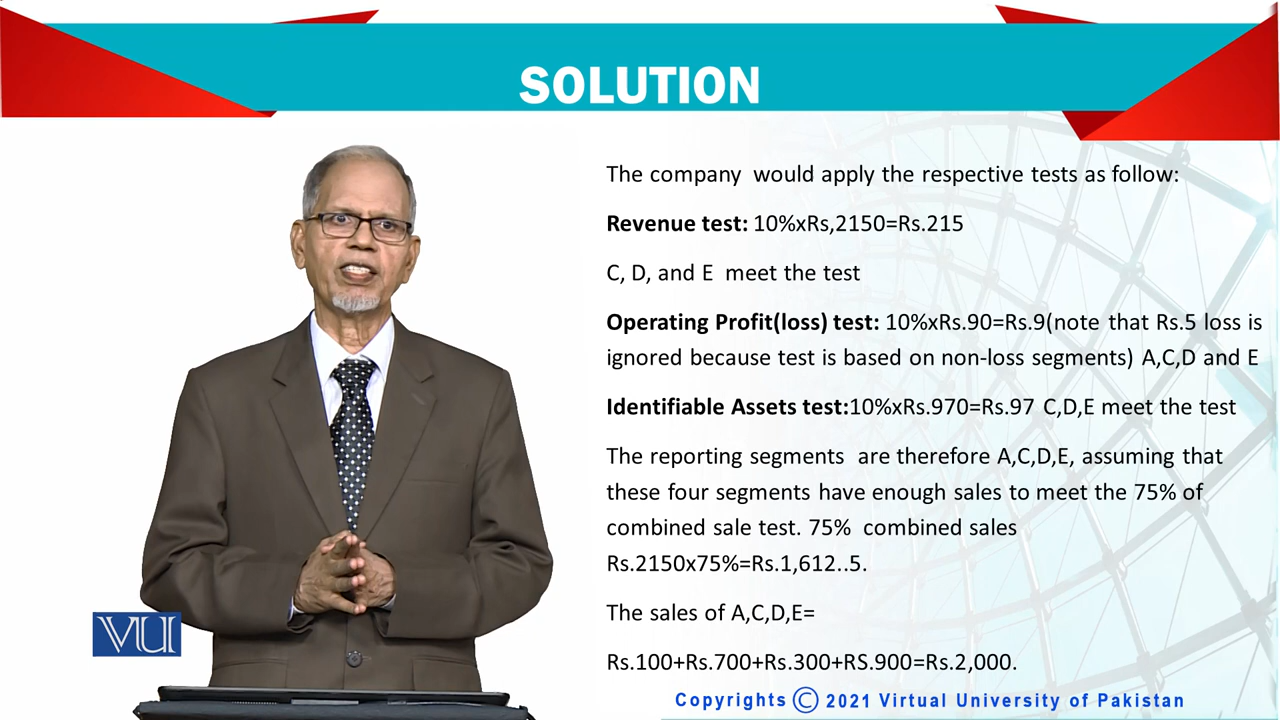 SOLUTION
The company would apply the respective tests as follow:
Revenue test: 10%xRs,2150=Rs.215
C, D, and E meet the test
Operating Profit(loss) test: 10%xRs.90=Rs.9(note that Rs.5 loss is
ignored because test is based on non-loss segments) A,C,D and E
Identifiable Assets test:10%xRs.970=Rs.97 C,D,E meet the test
The reporting segments are therefore A,C,D,E, assuming that
these four segments have enough sales to meet the 75% of
combined sale test. 75% combined sales
Rs.2150x75%=Rs.1,612..5.
The sales of A,C,D,E=
Rs.100+Rs.700+Rs.300+RS.900=Rs.2,000.
VU
Copyrights © 2021 Virtual University of Pakistan